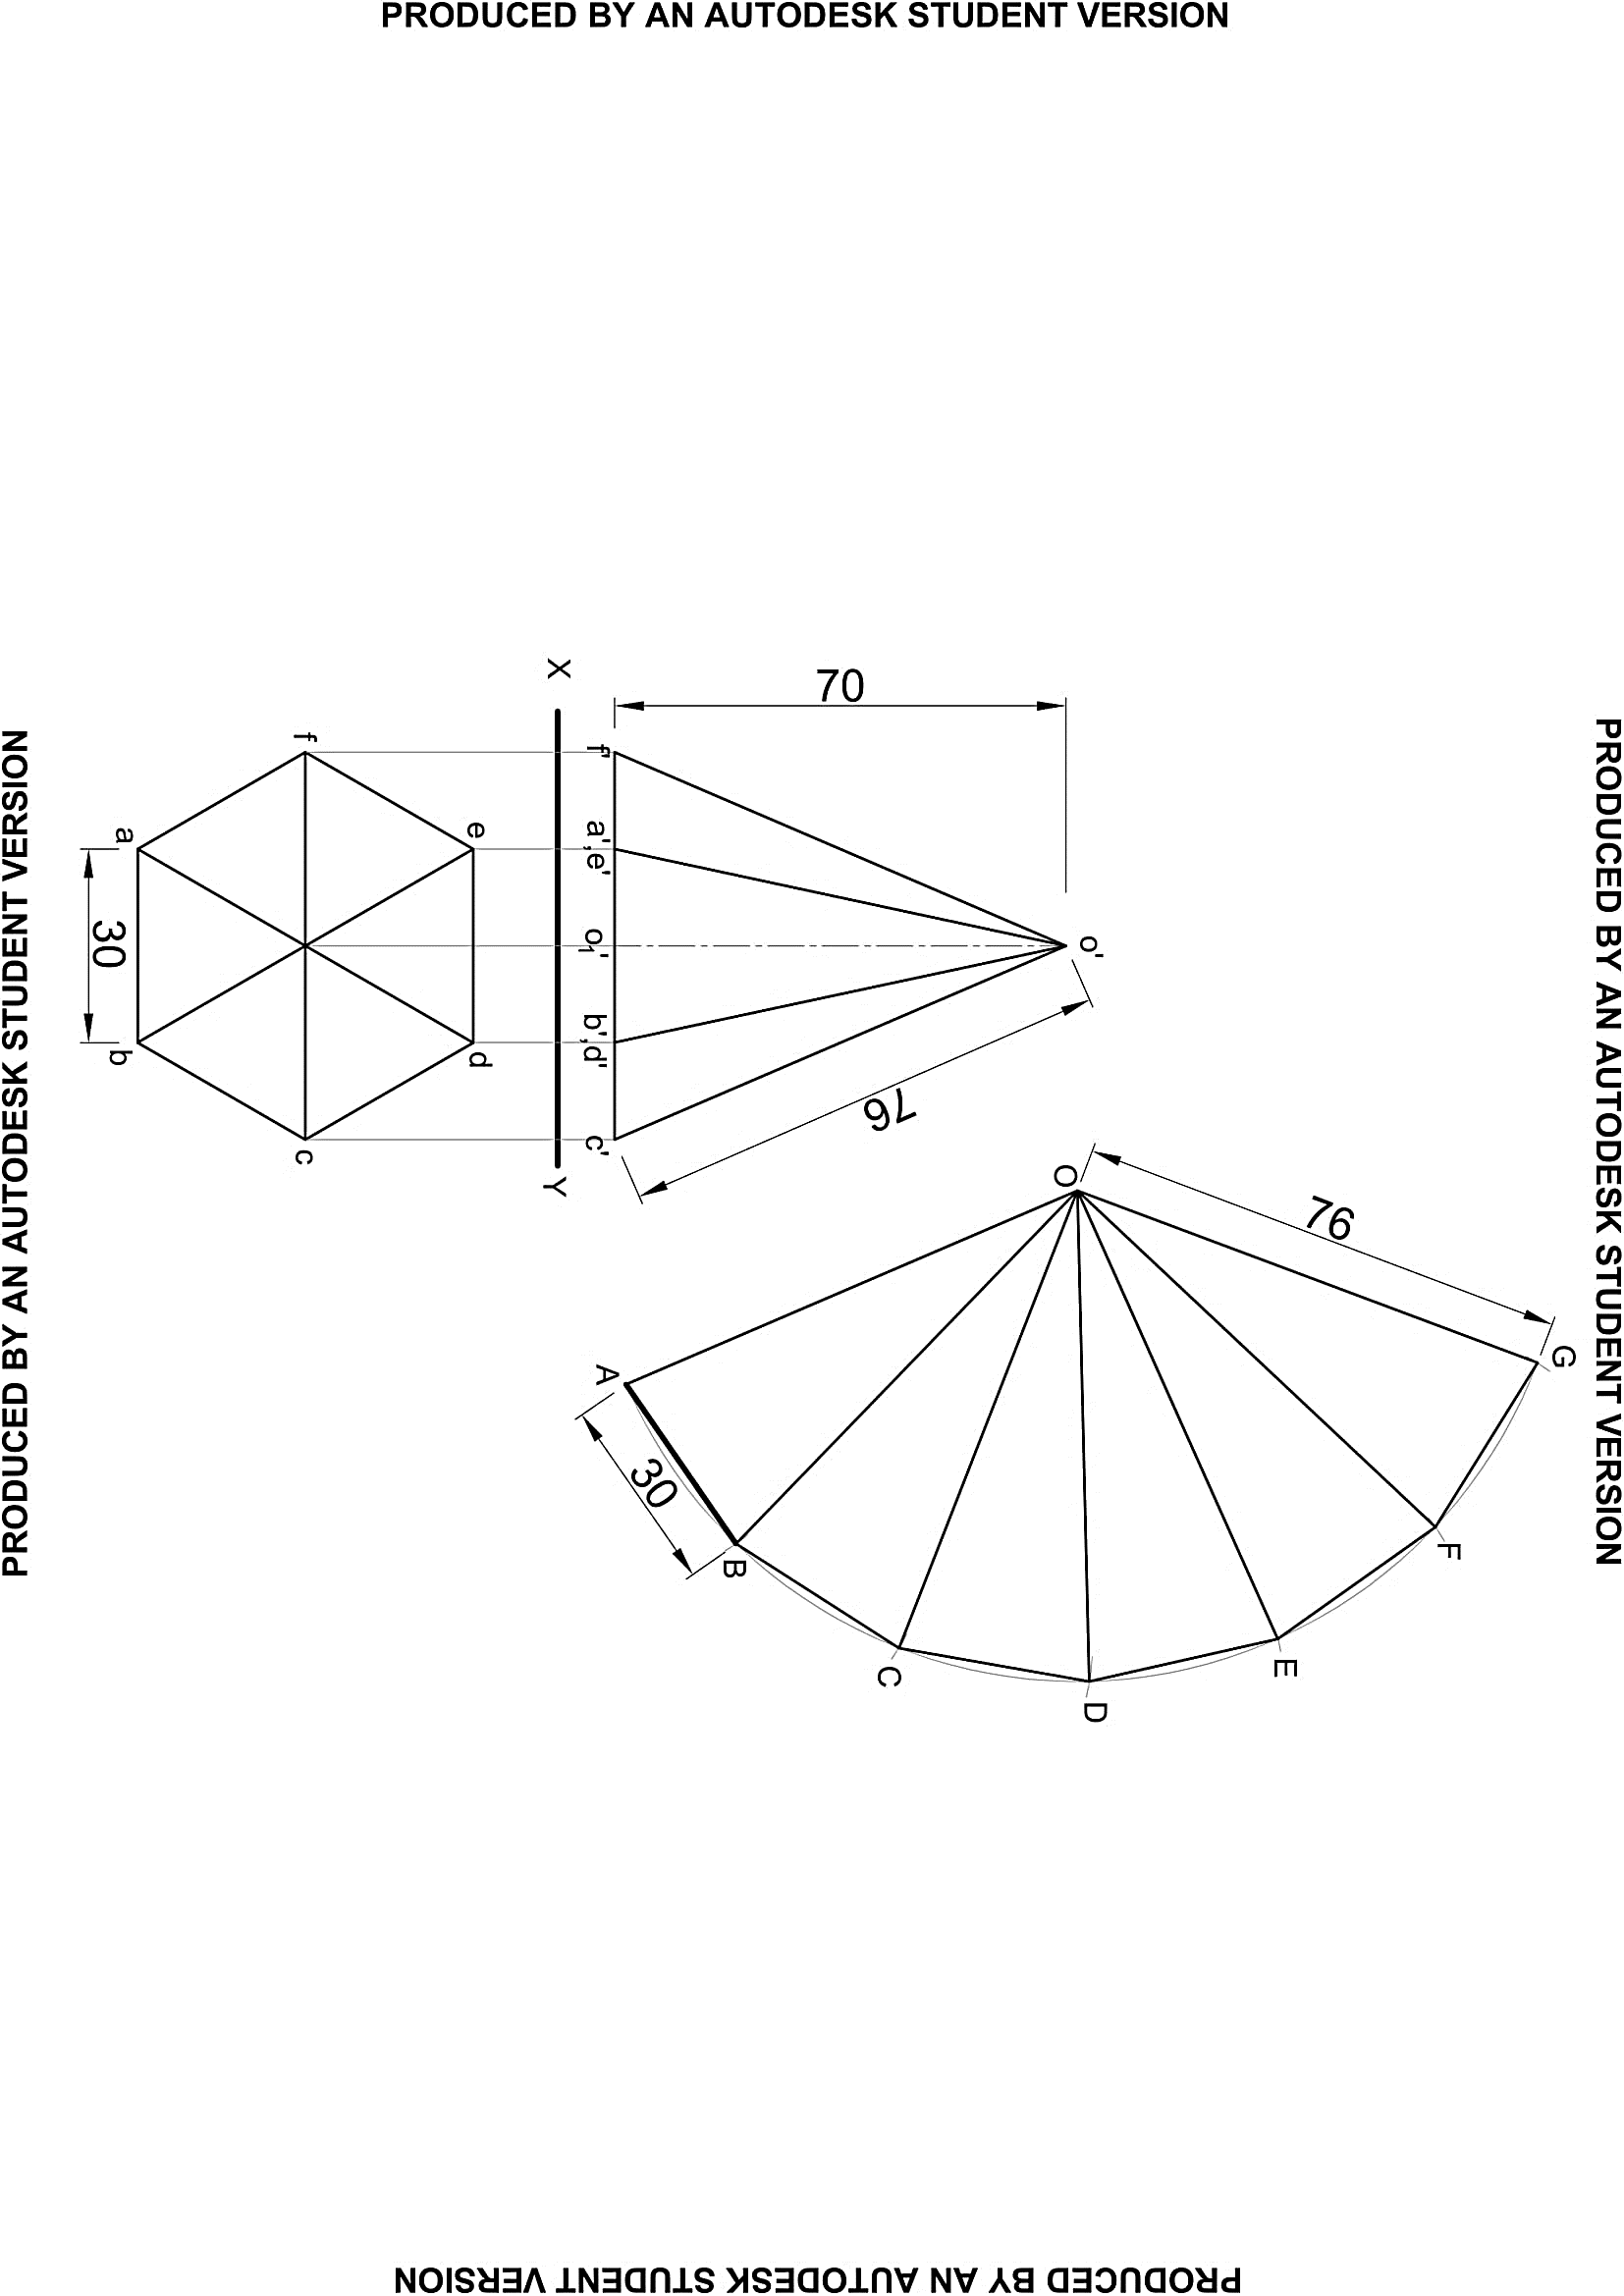 PRODUCED BY AN AUTODESK STUDENT VERSION
X
70
f
f'
a
e
a',e'
30
o1'
o'
b',d'
b
d
c
c'
Y
76
O
76
G
A
30
B
F
C
E
D
PRODUCED BY AN AUTODESK STUDENT VERSION
PRODUCED BY AN AUTODESK STUDENT VERSION
PRODUCED BY AN AUTODESK STUDENT VERSION